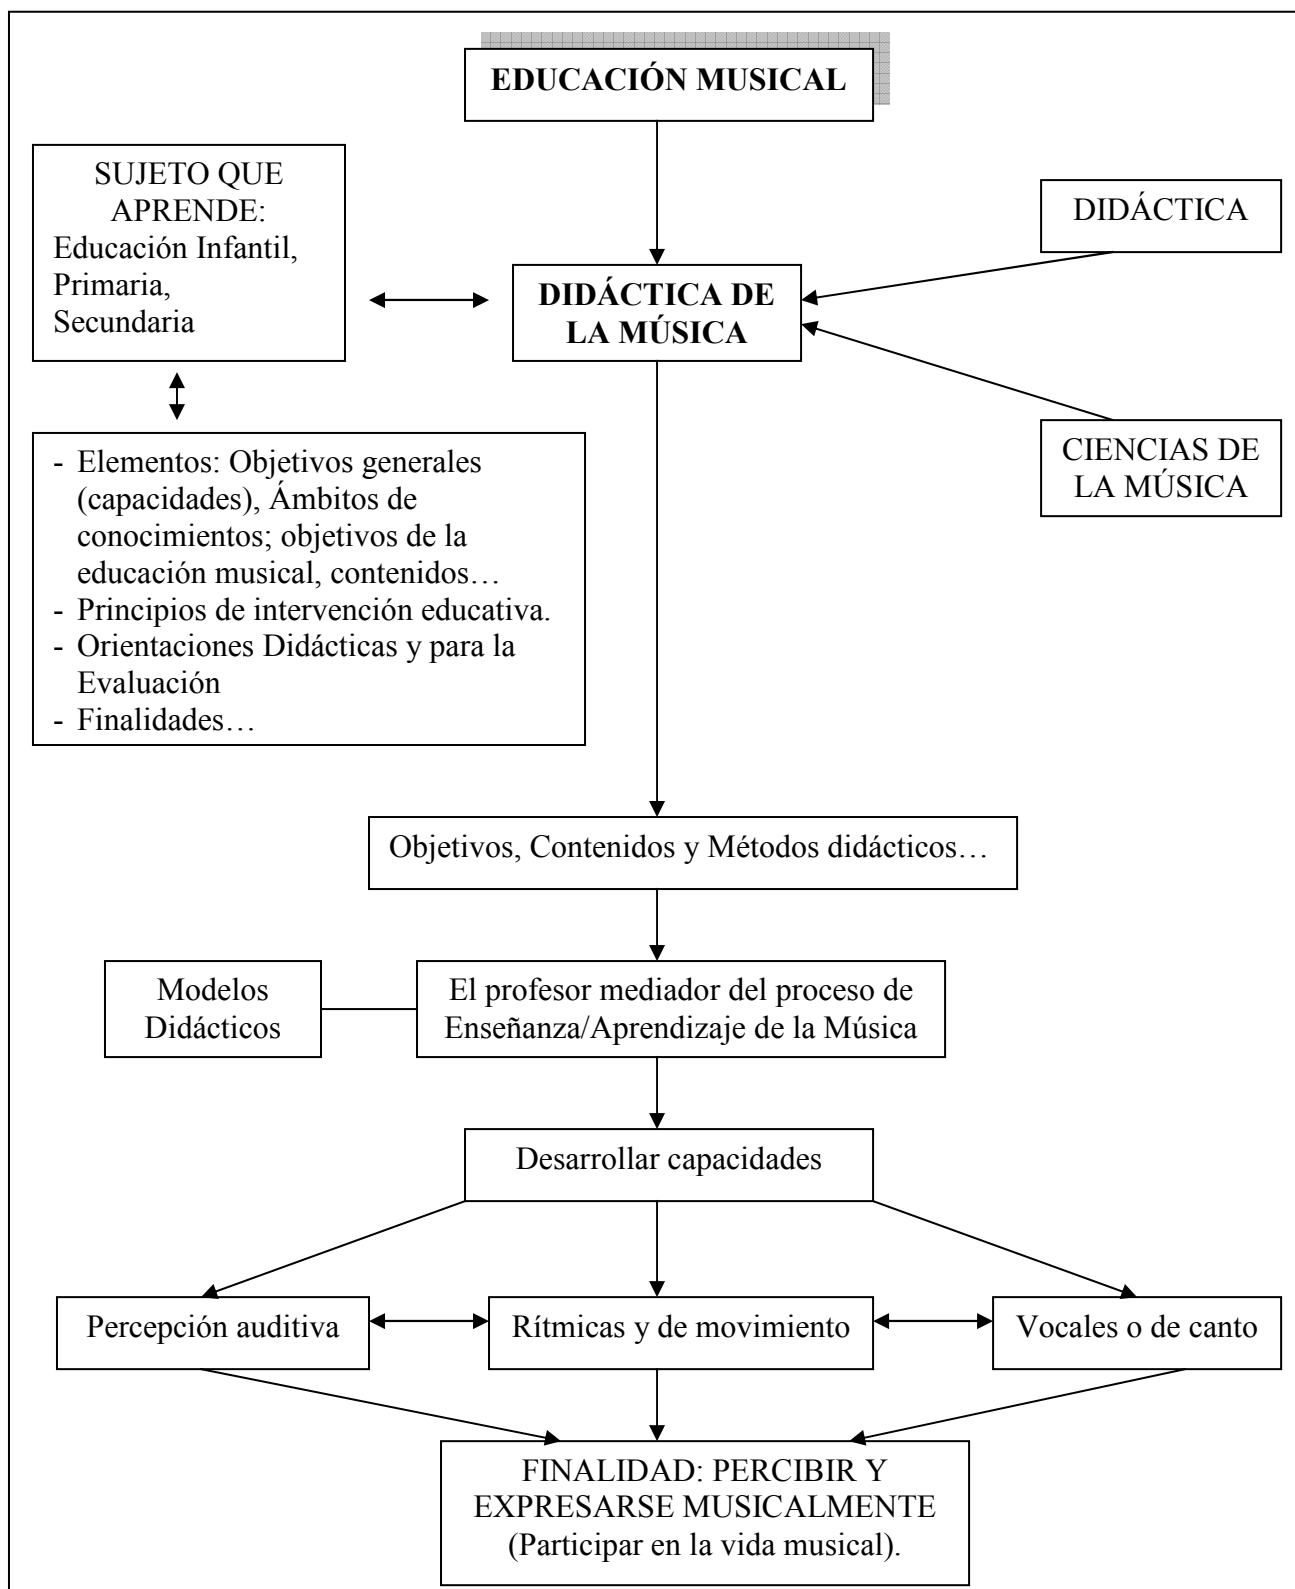 EDUCACIÓN MUSICAL
SUJETO QUE
APRENDE:
Educación Infantil,
Primaria,
Secundaria
DIDÁCTICA
DIDÁCTICA DE
LA MÚSICA
CIENCIAS DE
LA MÚSICA
- Elementos: Objetivos generales
(capacidades), Ámbitos de
conocimientos; objetivos de la
educación musical, contenidos…
- Principios de intervención educativa.
- Orientaciones Didácticas y para la
Evaluación
- Finalidades…
Objetivos, Contenidos y Métodos didácticos…
Modelos
Didácticos
El profesor mediador del proceso de
Enseñanza/Aprendizaje de la Música
Desarrollar capacidades
Percepción auditiva
Rítmicas y de movimiento
Vocales o de canto
FINALIDAD: PERCIBIR Y
EXPRESARSE MUSICALMENTE
(Participar en la vida musical).